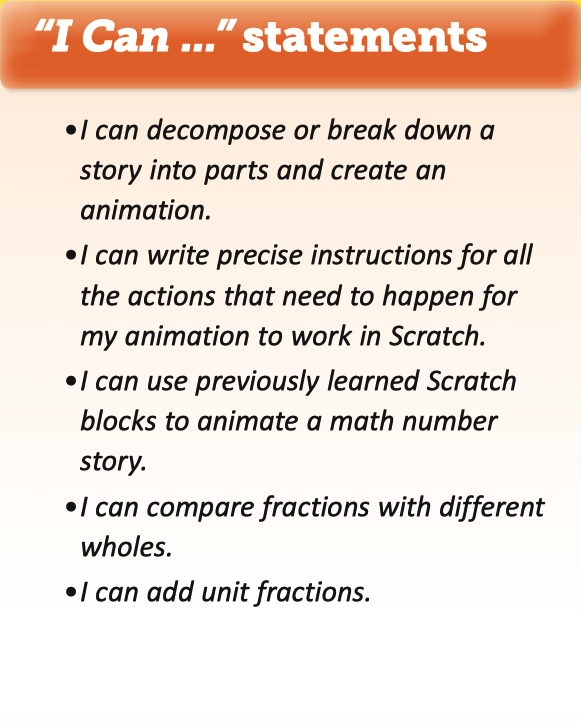 “I Can ...” statements
•I can decompose or break down a
story into parts and create an
animation.
•I can write precise instructions for all
the actions that need to happen for
my animation to work in Scratch.
•I can use previously learned Scratch
blocks to animate a math number
story.
•I can compare fractions with different
wholes.
•I can add unit fractions.